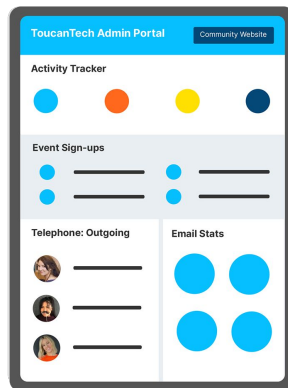 ToucanTech Admin Portal
Community Website
Activity Tracker
Event Sign-ups
Telephone: Outgoing
Email Stats